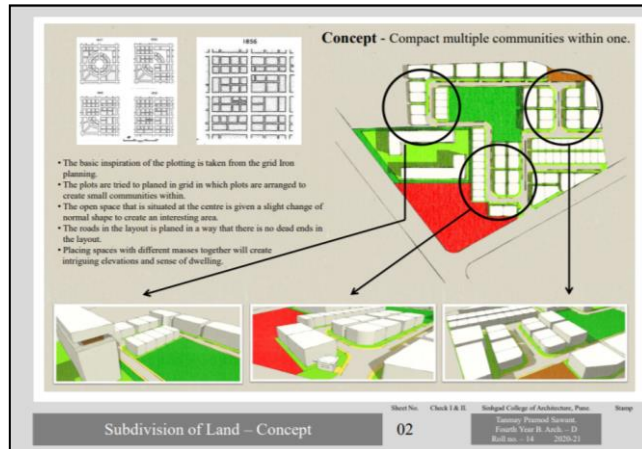 Concept - Compact multiple communities within one.
1856
• The basic inspiration of the plotting is taken from the grid Iron
planning.
• The plots are tried to planed in grid in which plots are arranged to
create small communities within.
• The open space that is situated at the centre is given a slight change of
normal shape to create an interesting area.
• The roads in the layout is planed in a way that there is no dead ends in
the layout.
• Placing spaces with different masses together will create
intriguing elevations and sense of dwelling.
Subdivision of Land – Concept
Sheet No.
02
Check I & II.
Sinhgad College of Architecture, Pune.
Tanmay Pramod Sawant.
Fourth Year B. Arch. – D
Roll no. – 14 2020-21
Stamp